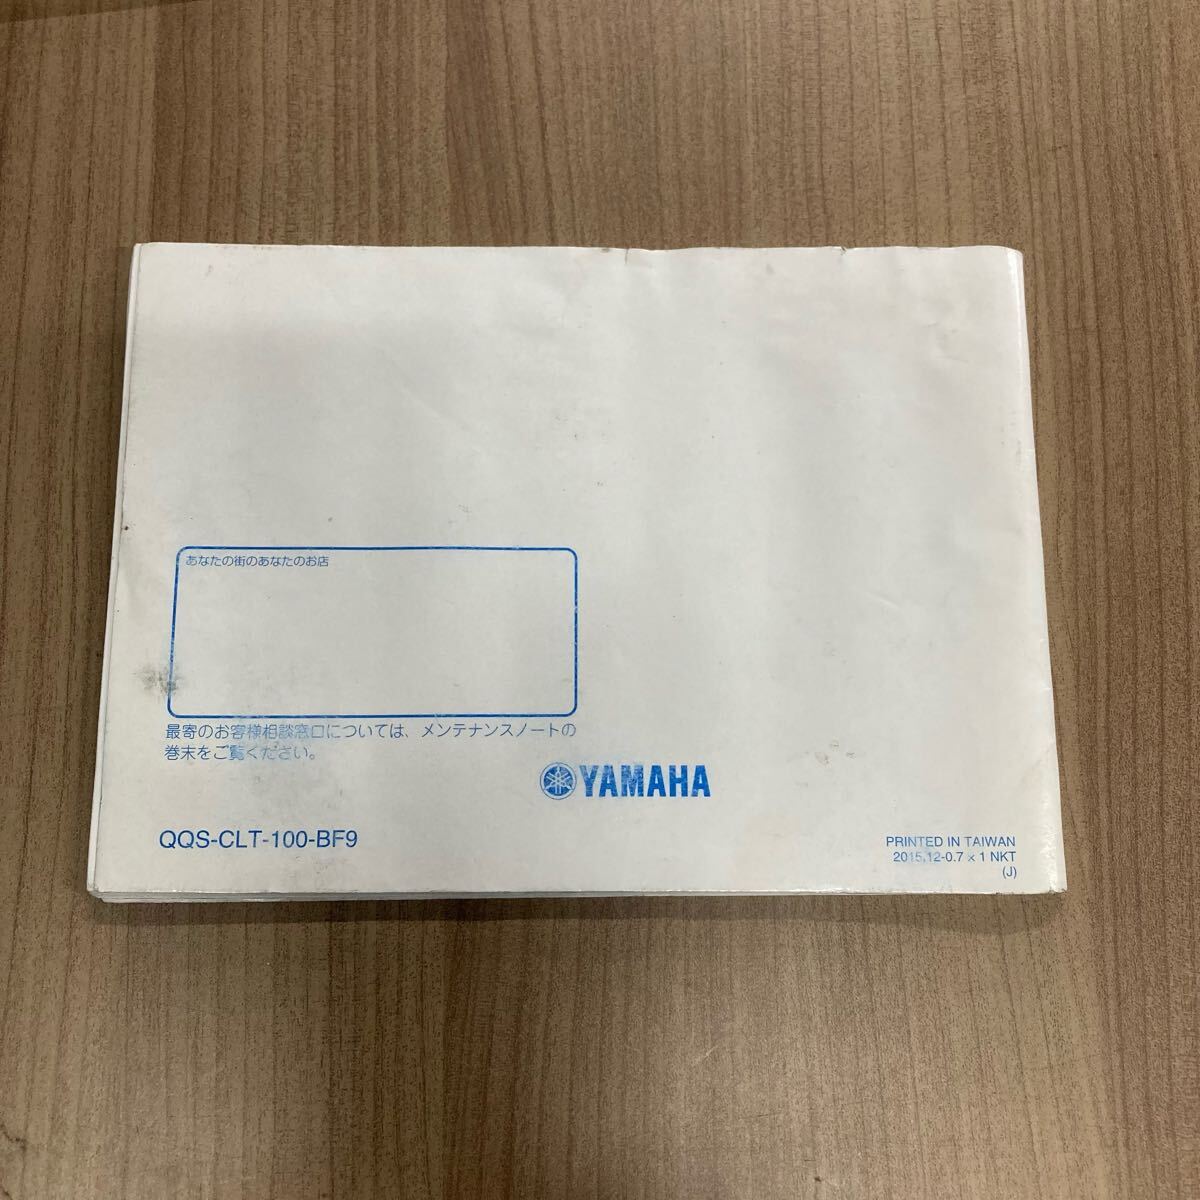 あなたの街のあなたのお店
最寄のお客様相談窓口については、メンテナンスノートの
巻末をご覧ください。
YAMAHA
QQS-CLT-100-BF9
PRINTED IN TAIWAN
2015.12-0.7 × 1 NKT
(J)